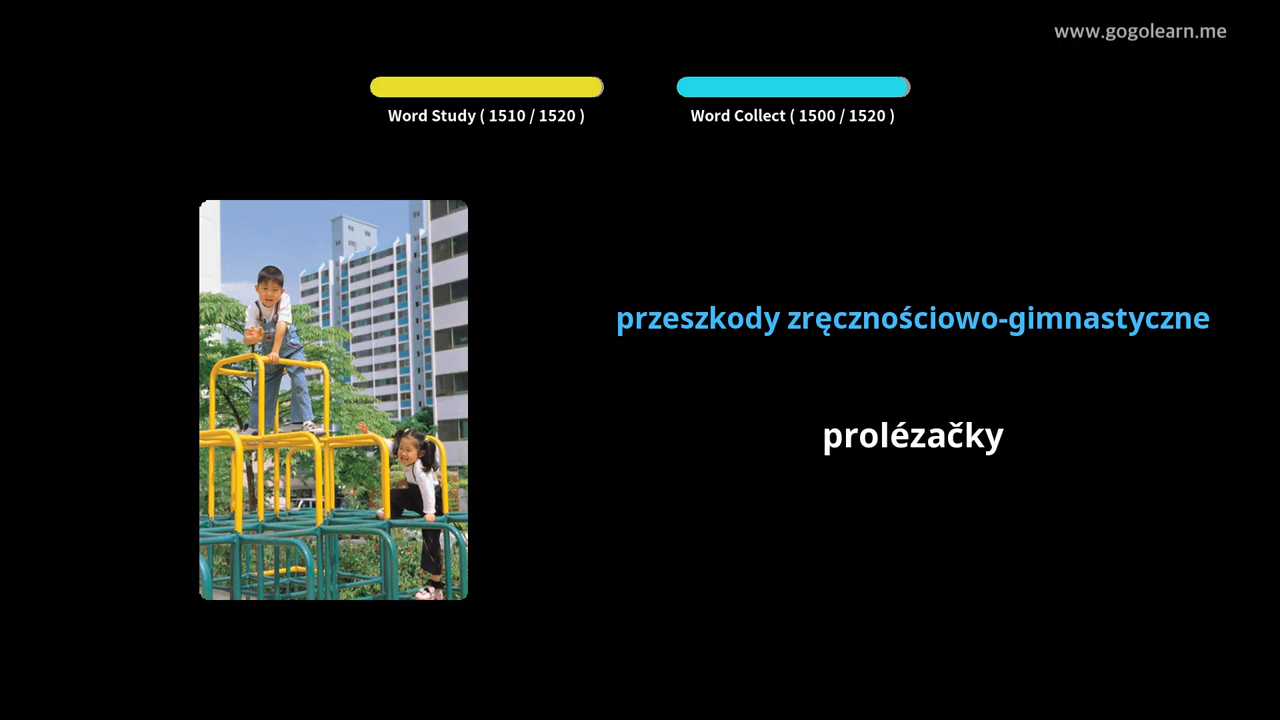 www.gogolearn.me
Word Study ( 1510 / 1520 )
Word Collect ( 1500 / 1520 )
przeszkody zręcznościowo-gimnastyczne
prolézačky